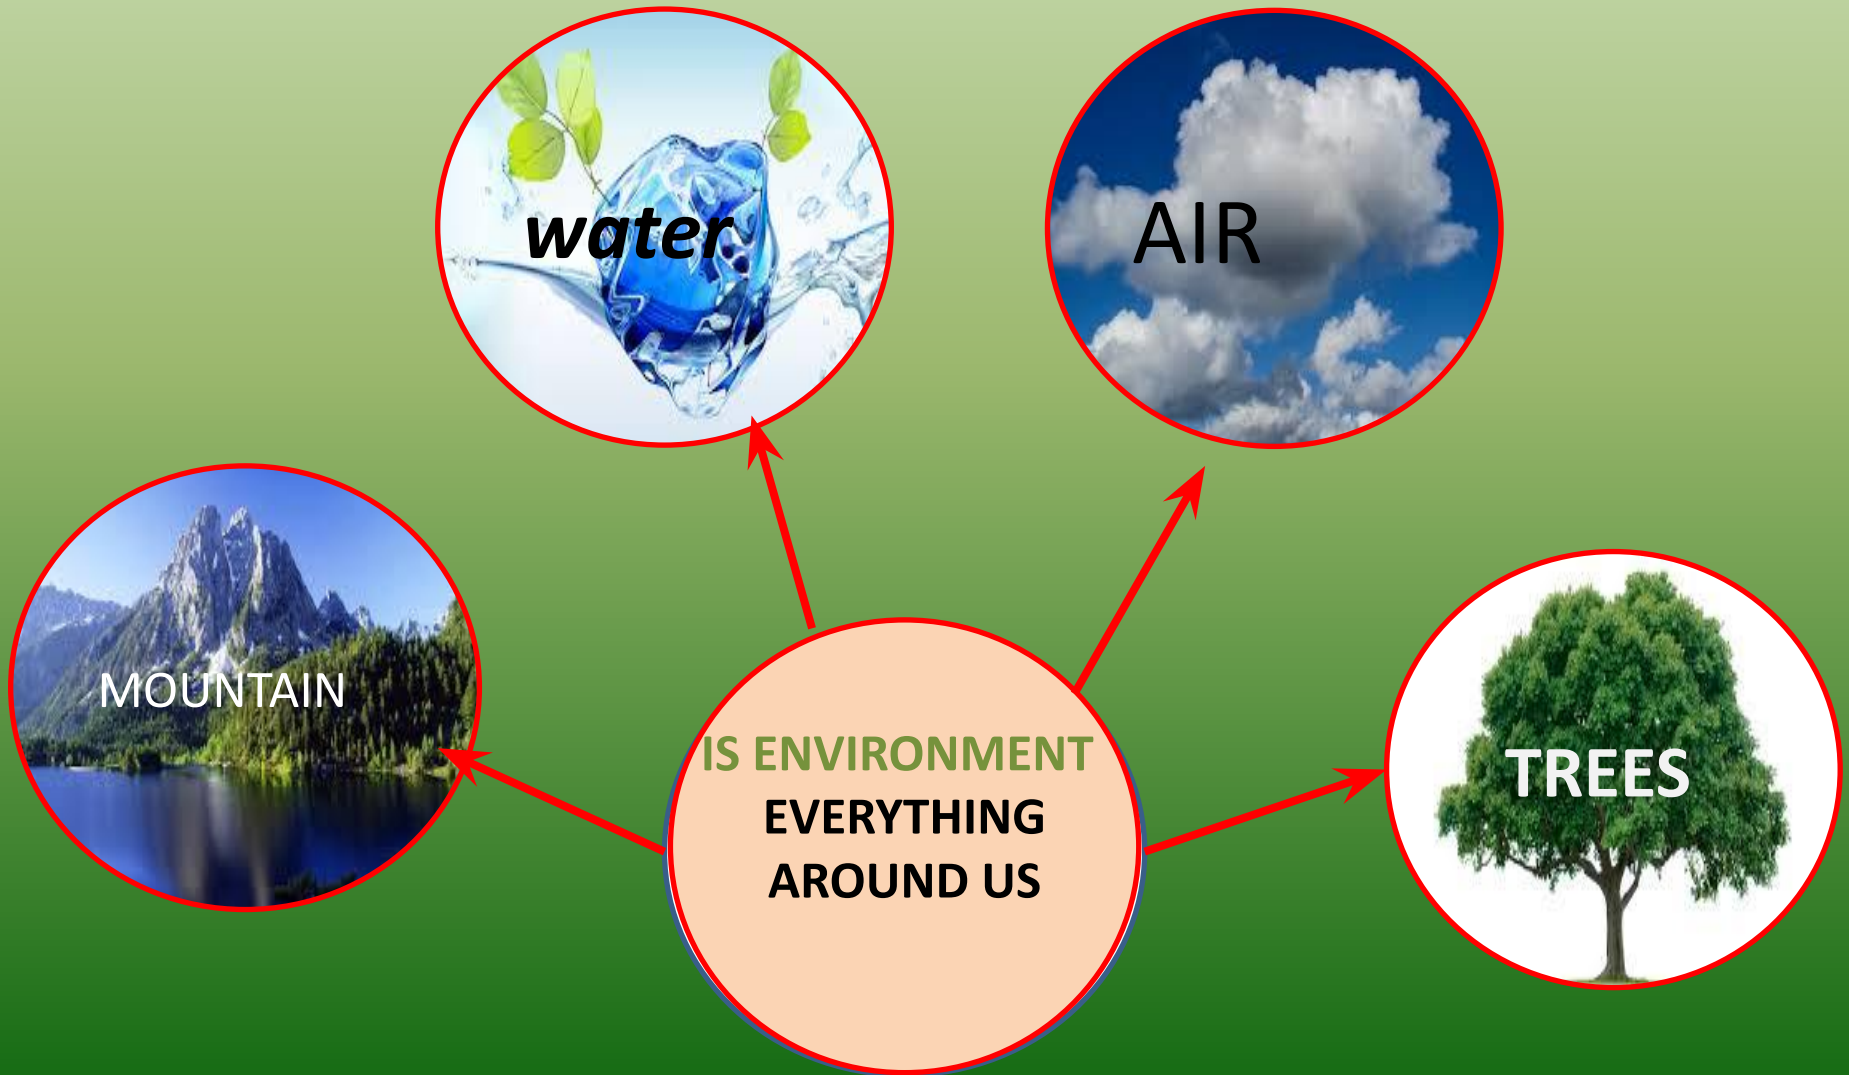 water
AIR
MOUNTAIN
IS ENVIRONMENT
EVERYTHING
AROUND US
TREES